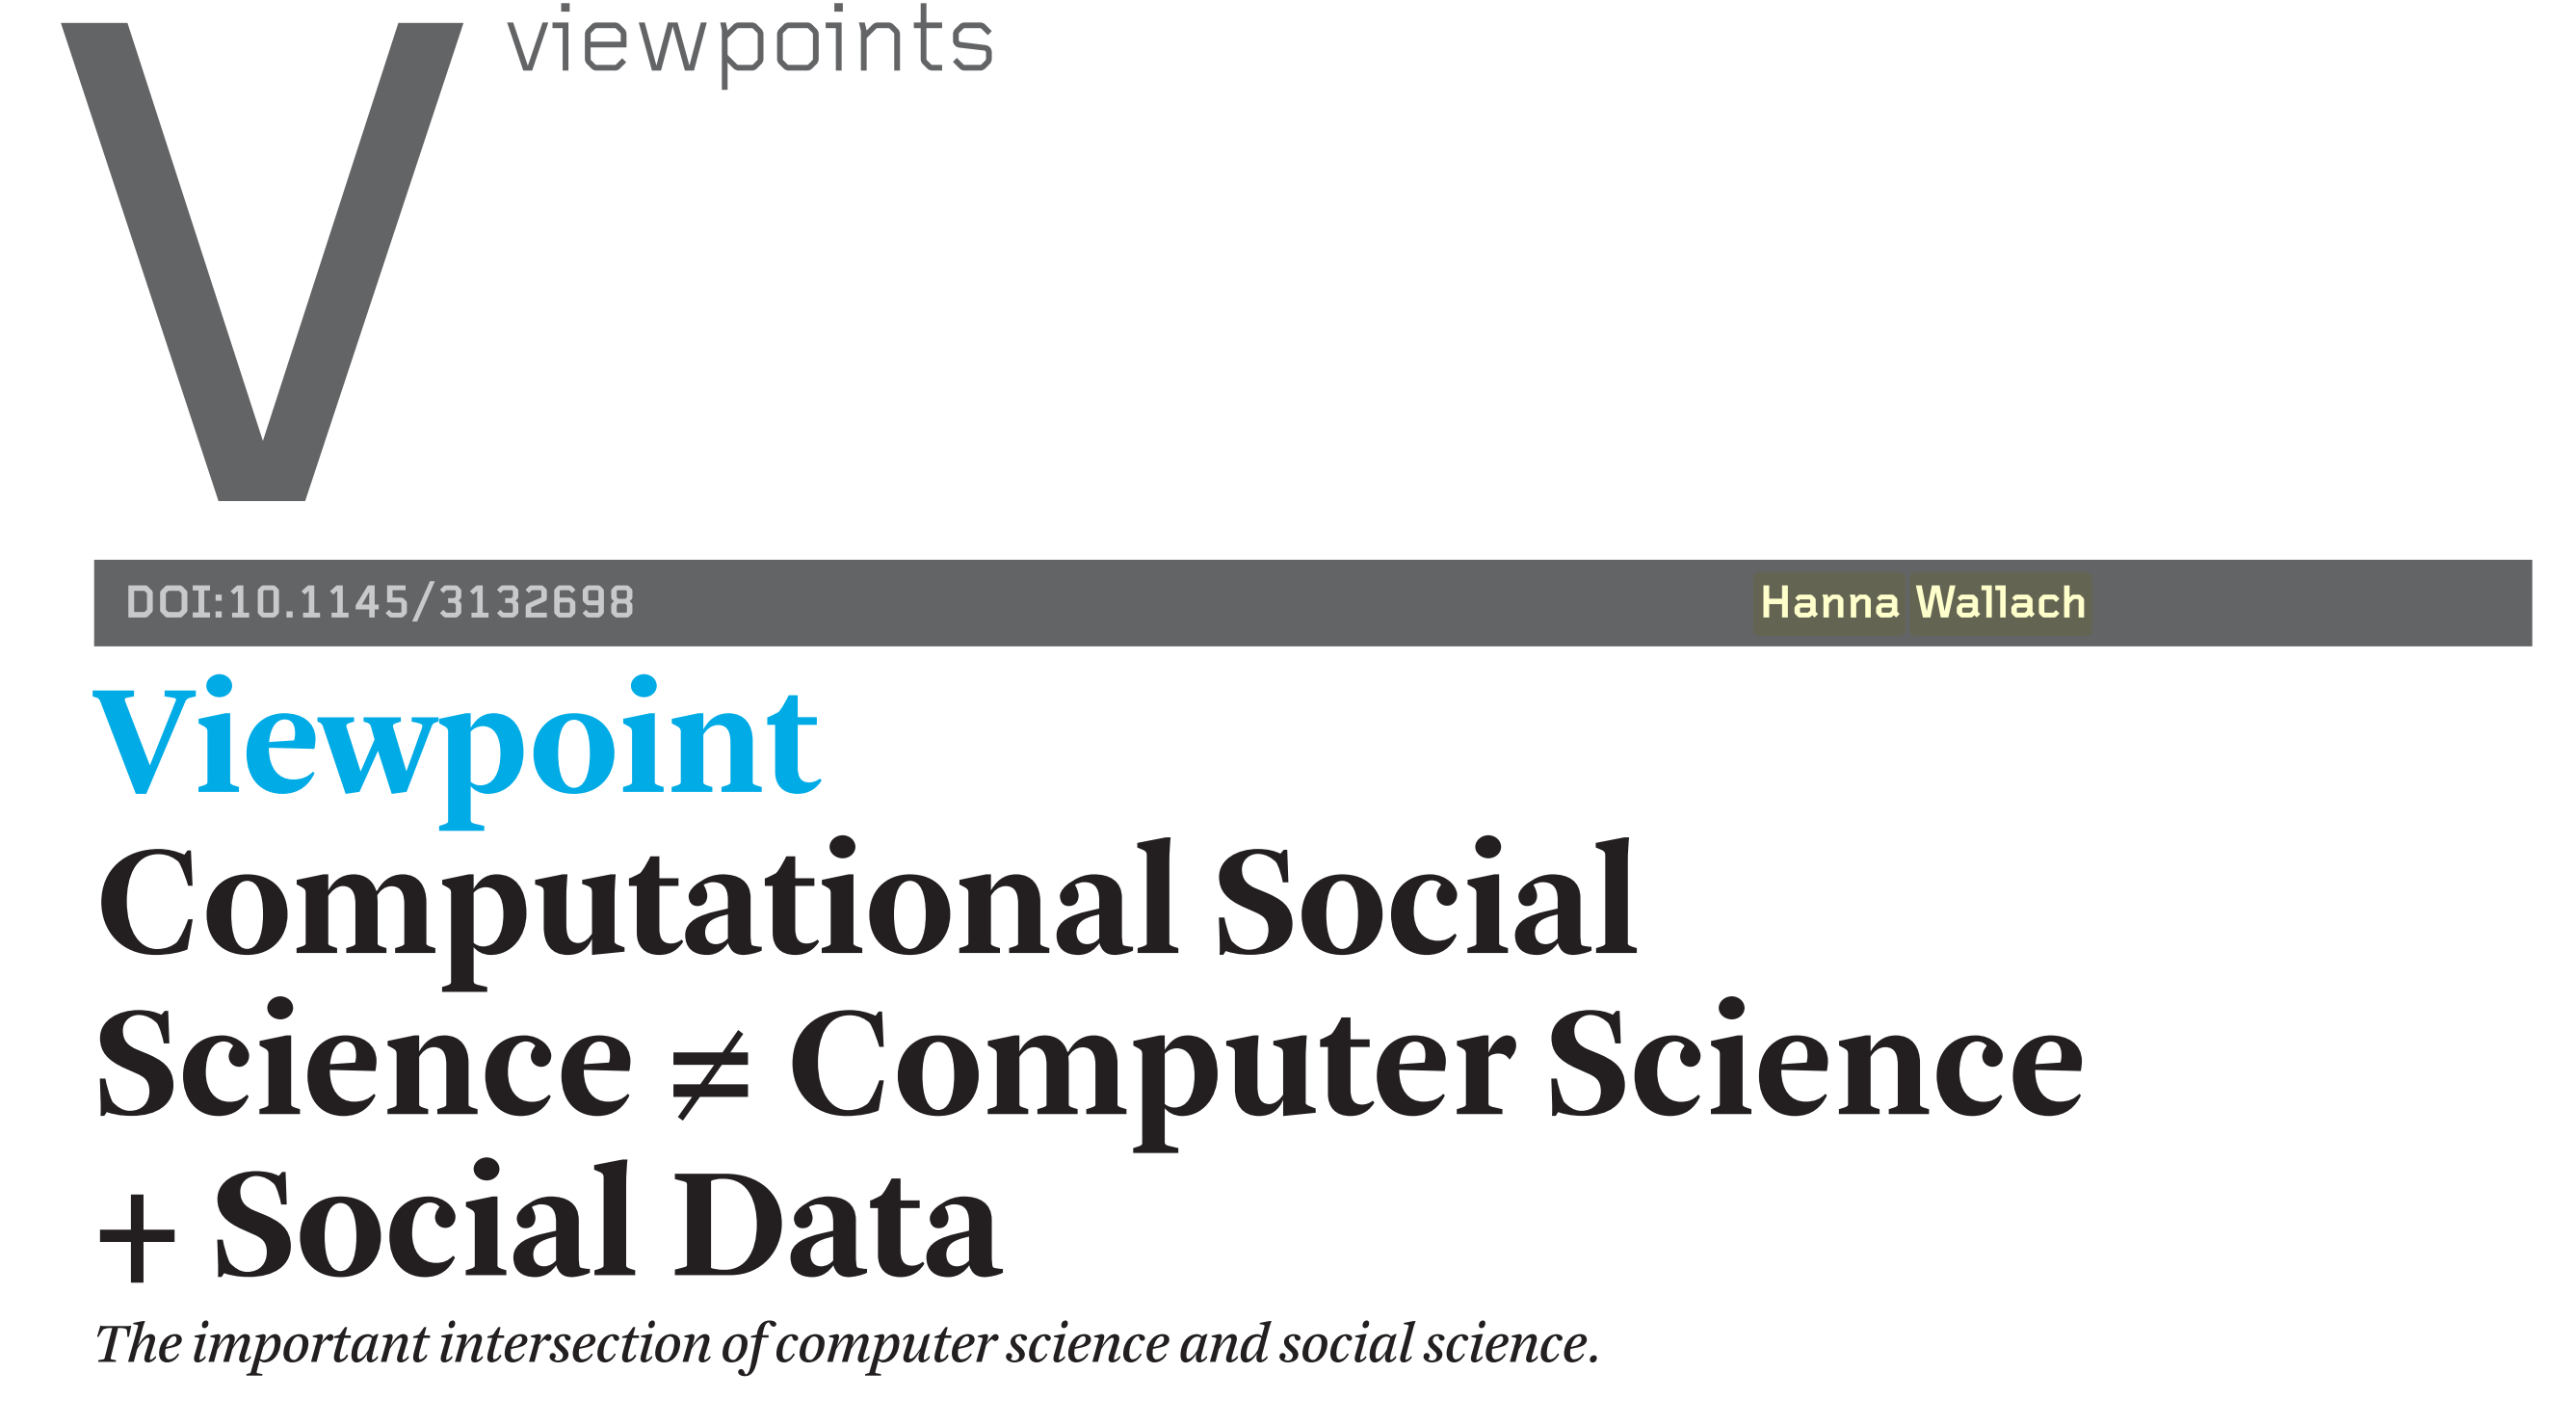 V
viewpoints
DOI:10.1145/3132698
Hanna Wallach
Viewpoint
Computational Social
Science ≠ Computer Science
+ Social Data
The important intersection of computer science and social science.